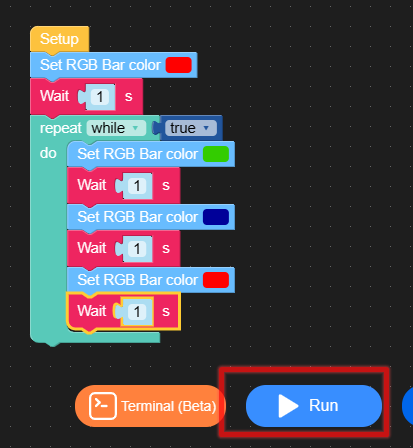 Setup
Set RGB Bar color
Wait 1 s
repeat while true
do Set RGB Bar color
Wait 1 s
Set RGB Bar color
Wait 1 s
Set RGB Bar color
Wait 1 s
Terminal (Beta) Run